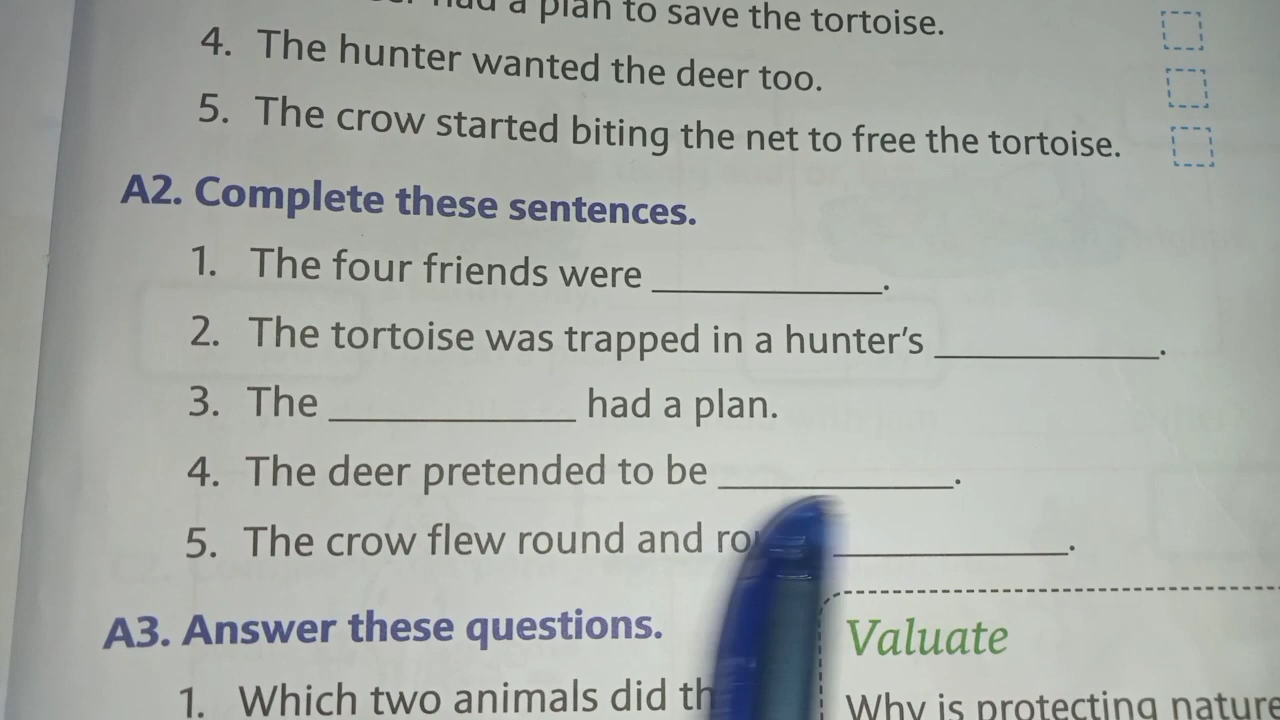 had a plan to save the tortoise.
4. The hunter wanted the deer too.
5. The crow started biting the net to free the tortoise.
A2. Complete these sentences.
1. The four friends were ____________.
2. The tortoise was trapped in a hunter's ____________.
3. The ____________ had a plan.
4. The deer pretended to be ____________.
5. The crow flew round and ____________.
A3. Answer these questions.
Valuate
1. Which two animals did
Why is protecting nature